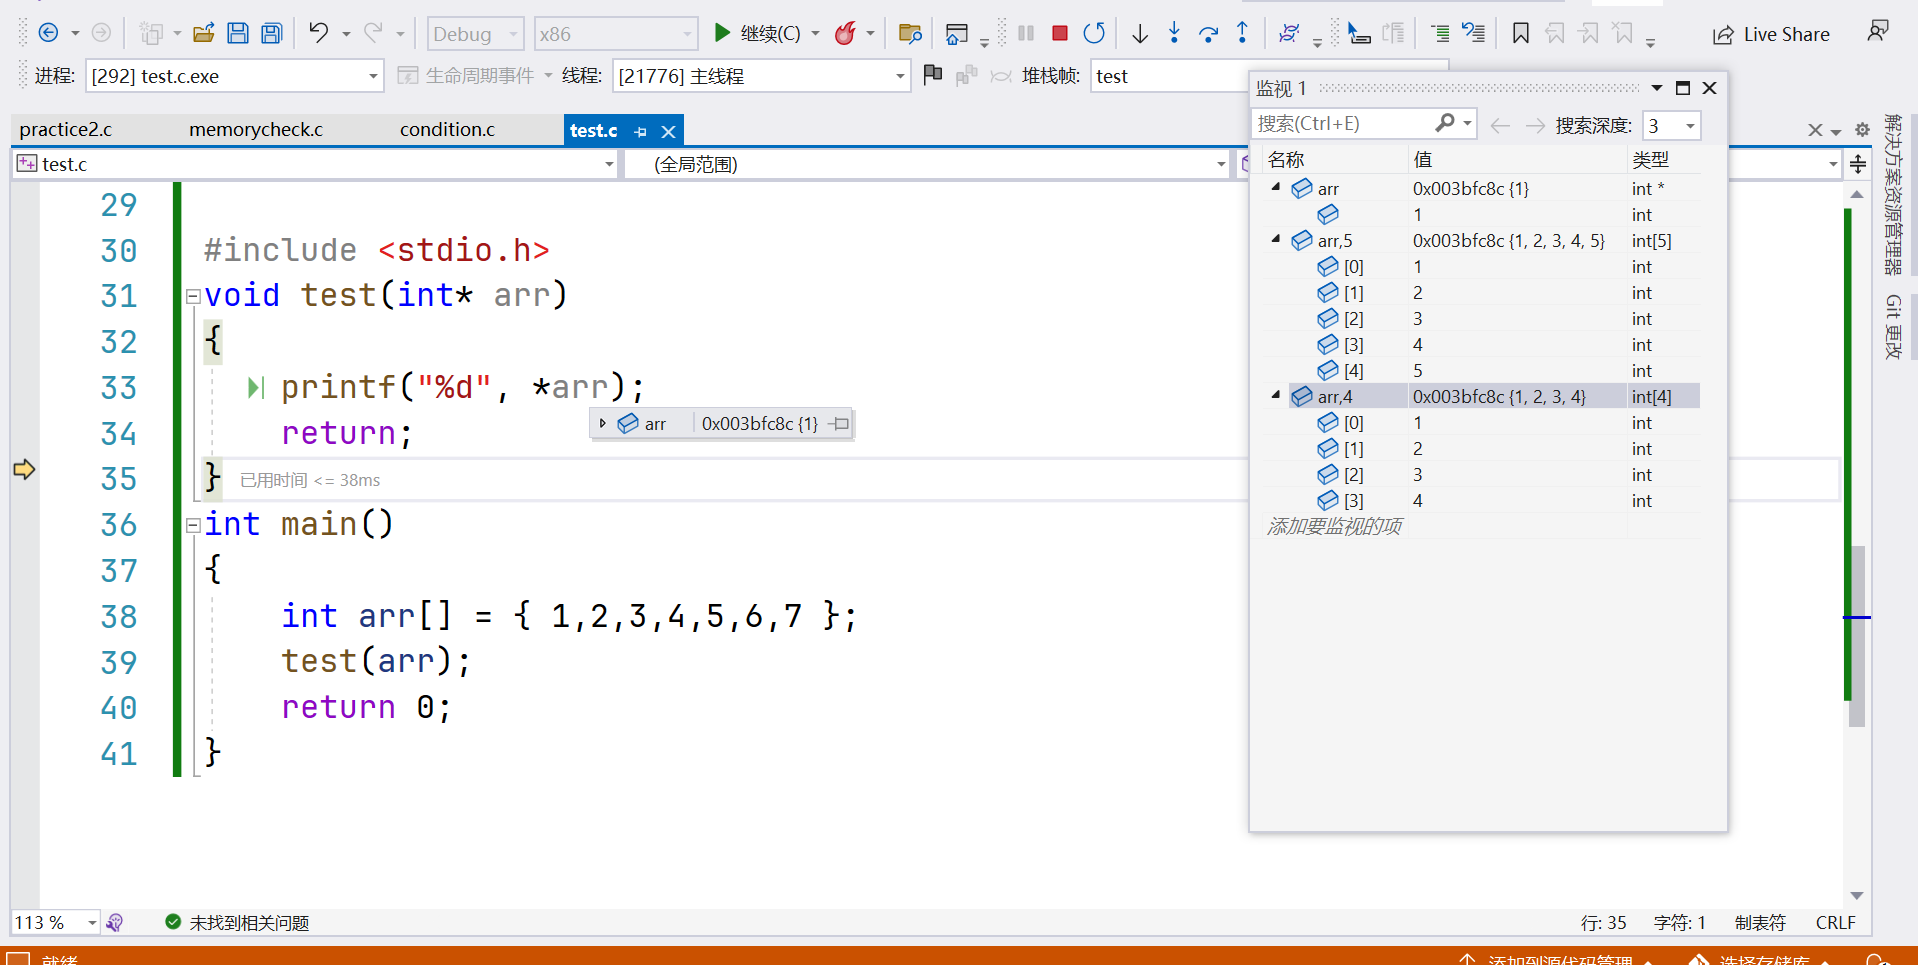 Debug x86 继续(C) Live Share
进程: [292] test.c.exe 生命周期事件 线程: [21776] 主线程 堆栈帧: test
practice2.c memorycheck.c condition.c test.c
test.c (全局范围)
29
30 #include <stdio.h>
31 void test(int* arr)
32 {
33 printf("%d", *arr);
arr 0x003bfc8c {1}
34 return;
35 } 已用时间 <= 38ms
36 int main()
37 {
38 int arr[] = { 1,2,3,4,5,6,7 };
39 test(arr);
40 return 0;
41 }
监视 1
搜索(Ctrl+E) 搜索深度: 3
名称 值 类型
arr 0x003bfc8c {1} int *
1 int
arr,5 0x003bfc8c {1, 2, 3, 4, 5} int[5]
[0] 1 int
[1] 2 int
[2] 3 int
[3] 4 int
[4] 5 int
arr,4 0x003bfc8c {1, 2, 3, 4} int[4]
[0] 1 int
[1] 2 int
[2] 3 int
[3] 4 int
添加要监视的项
解决方案资源管理器
Git 更改
113 % 未找到相关问题 行: 35 字符: 1 制表符 CRLF
就绪 添加到源代码管理 选择存储库